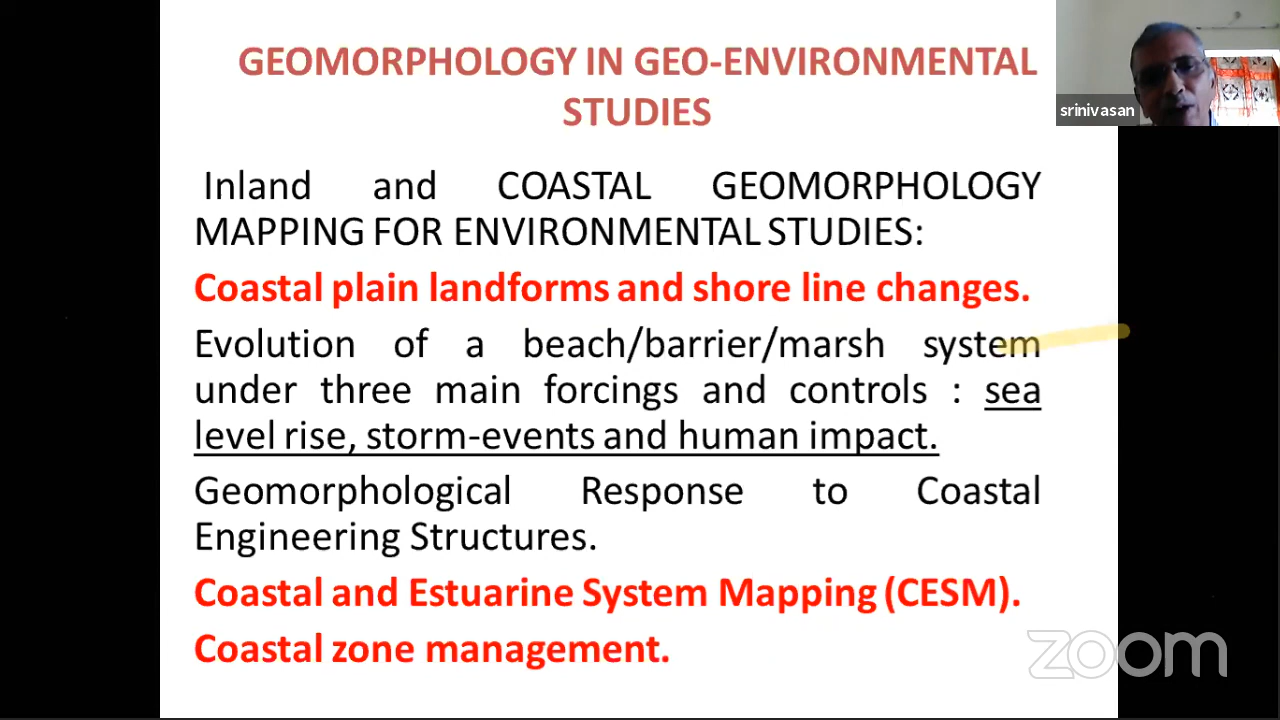 GEOMORPHOLOGY IN GEO-ENVIRONMENTAL
STUDIES
srinivasan
Inland and COASTAL GEOMORPHOLOGY
MAPPING FOR ENVIRONMENTAL STUDIES:
Coastal plain landforms and shore line changes.
Evolution of a beach/barrier/marsh system
under three main forcings and controls : sea
level rise, storm-events and human impact.
Geomorphological Response to Coastal
Engineering Structures.
Coastal and Estuarine System Mapping (CESM).
Coastal zone management.
zoom